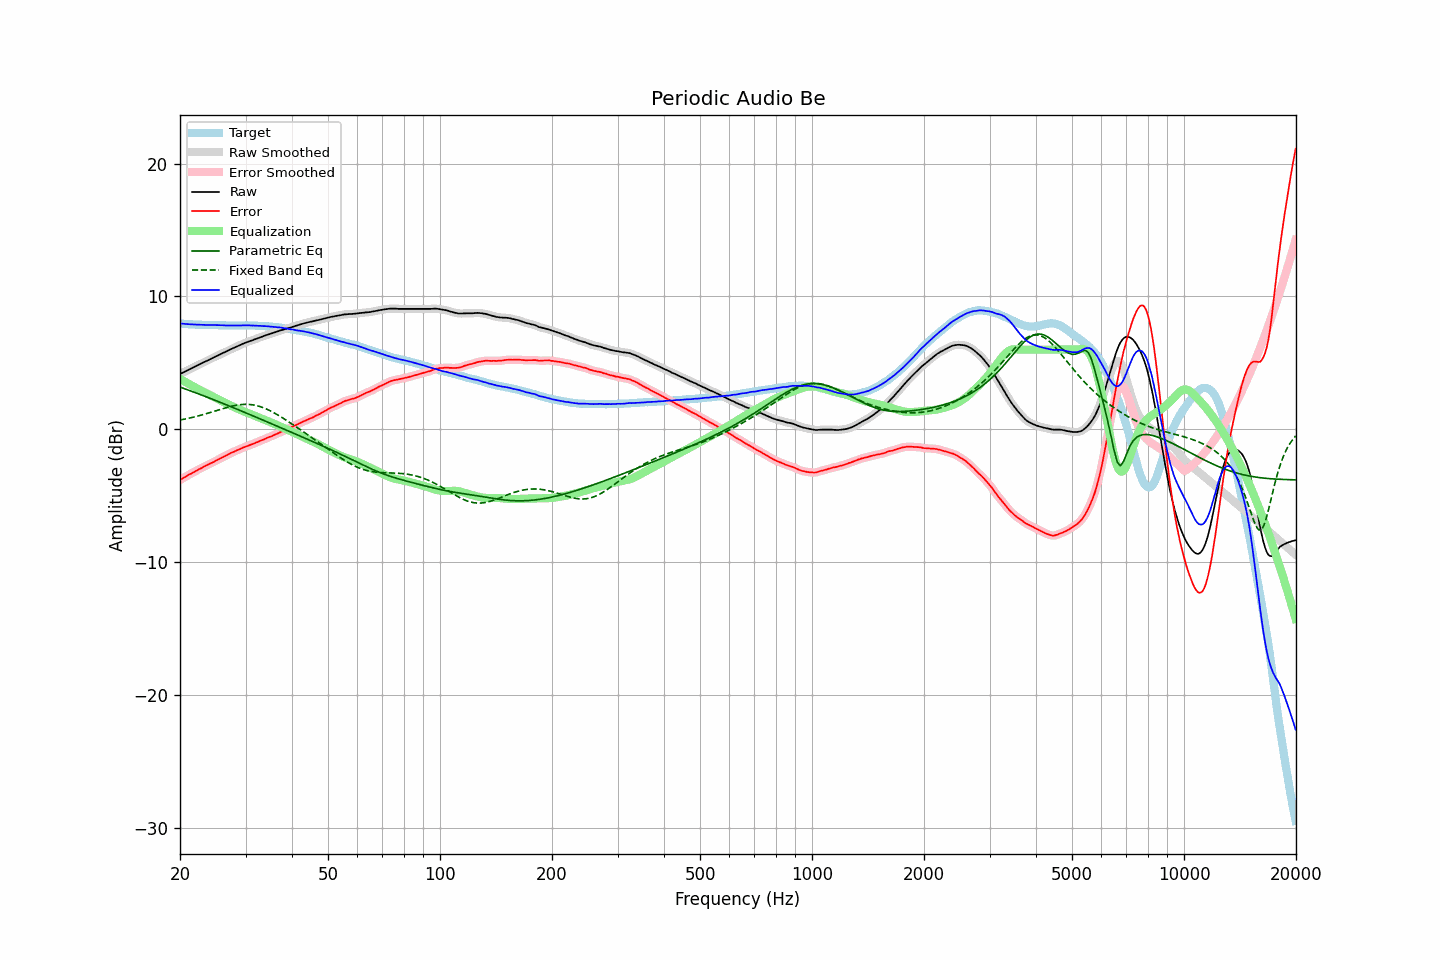 Periodic Audio Be
Target
Raw Smoothed
Error Smoothed
Raw
Error
Equalization
Parametric Eq
Fixed Band Eq
Equalized
20
10
0
−10
−20
−30
Amplitude (dBr)
20 50 100 200 500 1000 2000 5000 10000 20000
Frequency (Hz)